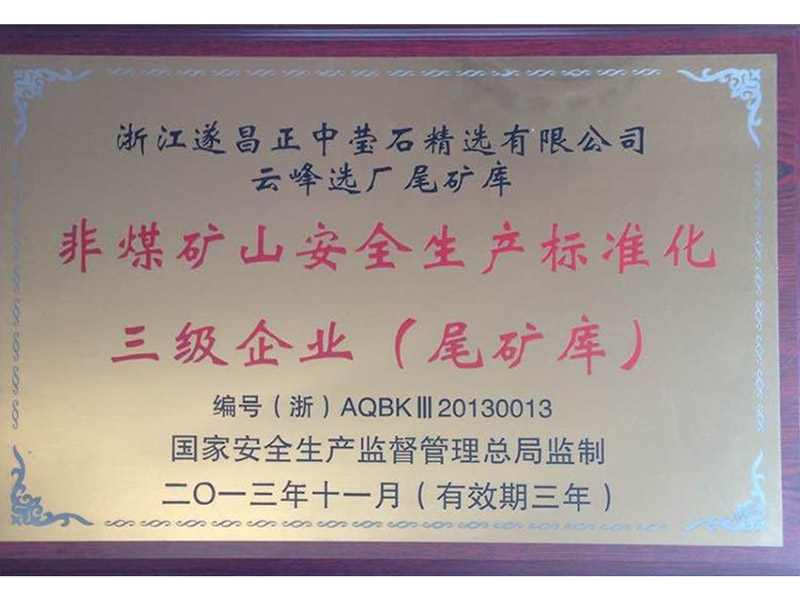 浙江遂昌正中莹石精选有限公司
云峰选厂尾矿库
非煤矿山安全生产标准化
三级企业（尾矿库）
编号（浙）AQBKⅢ20130013
国家安全生产监督管理总局监制
二〇一三年十一月（有效期三年）